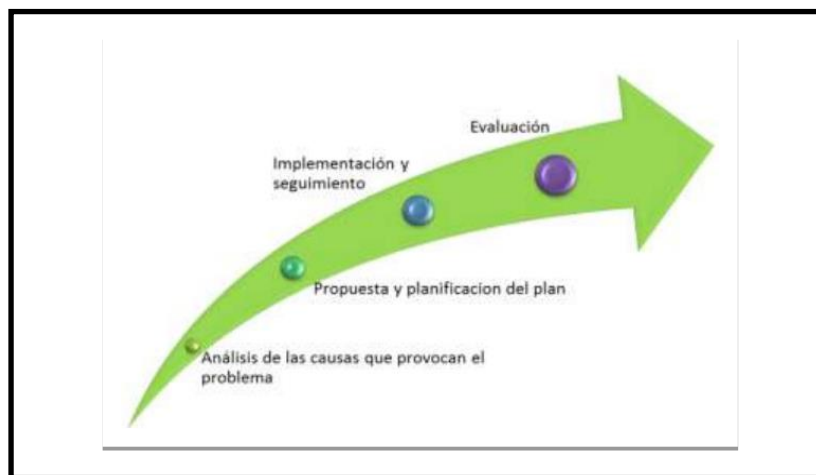 Evaluación
Implementación y
seguimiento
Propuesta y planificacion del plan
Análisis de las causas que provocan el
problema